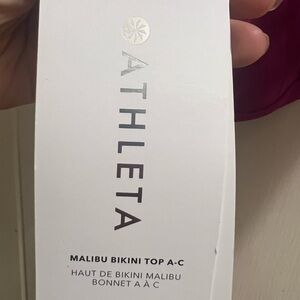 ATHLETA
MALIBU BIKINI TOP A-C
HAUT DE BIKINI MALIBU
BONNET A À C